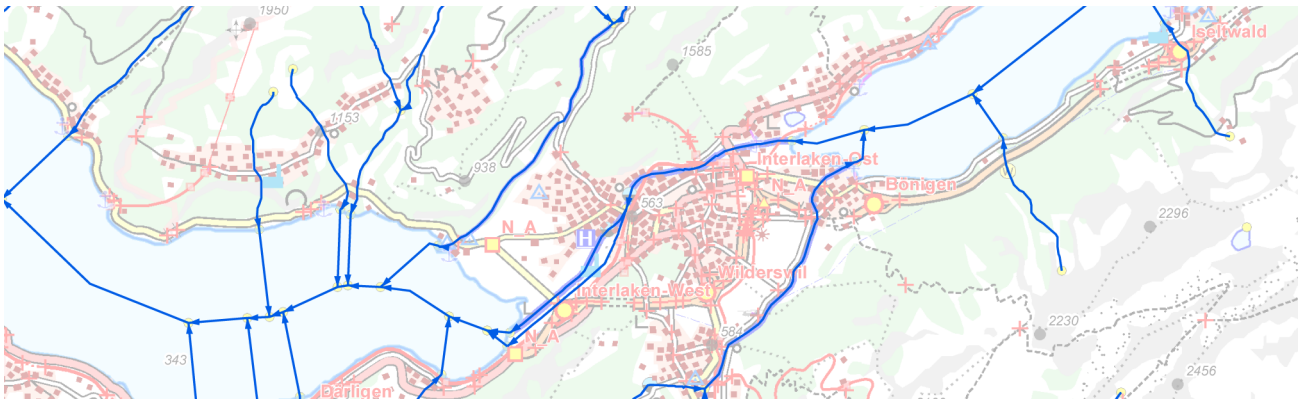 1950
Iseltwald
1585
1153
Interlaken-Ost
938
N_A
Bönigen
563
2296
N_A
H
Wilderswil
Interlaken-West
2230
584
N_A
343
2456
Därligen